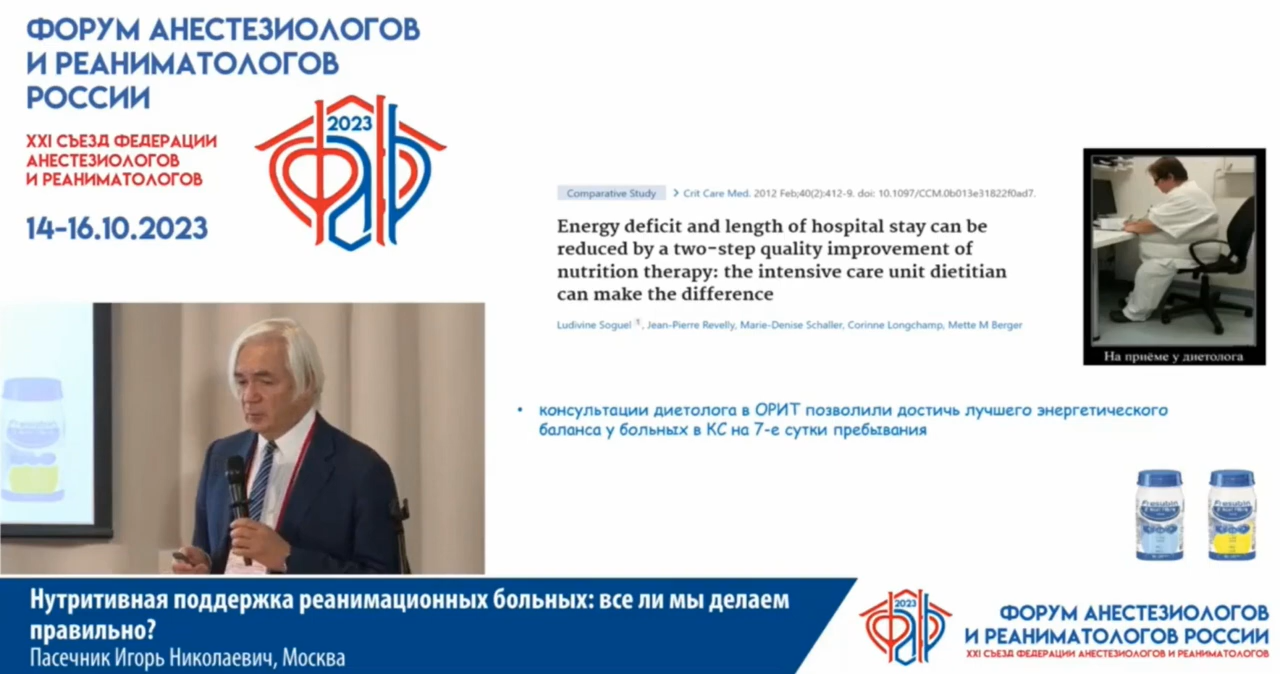 ФОРУМ АНЕСТЕЗИОЛОГОВ
И РЕАНИМАТОЛОГОВ
РОССИИ
XXI СЪЕЗД ФЕДЕРАЦИИ
АНЕСТЕЗИОЛОГОВ
И РЕАНИМАТОЛОГОВ
14-16.10.2023
2023
ФАР
Comparative Study > Crit Care Med. 2012 Feb;40(2):412-9. doi: 10.1097/CCM.0b013e31822f0ad7.
Energy deficit and length of hospital stay can be
reduced by a two-step quality improvement of
nutrition therapy: the intensive care unit dietitian
can make the difference
Ludivine Soguel 1, Jean-Pierre Revelly, Marie-Denise Schaller, Corinne Longchamp, Mette M Berger
На приёме у диетолога
• консультации диетолога в ОРИТ позволили достичь лучшего энергетического
баланса у больных в КС на 7-е сутки пребывания
Нутритивная поддержка реанимационных больных: все ли мы делаем
правильно?
Пасечник Игорь Николаевич, Москва
2023
ФАР
ФОРУМ АНЕСТЕЗИОЛОГОВ
И РЕАНИМАТОЛОГОВ РОССИИ
XXI СЪЕЗД ФЕДЕРАЦИИ АНЕСТЕЗИОЛОГОВ И РЕАНИМАТОЛОГОВ